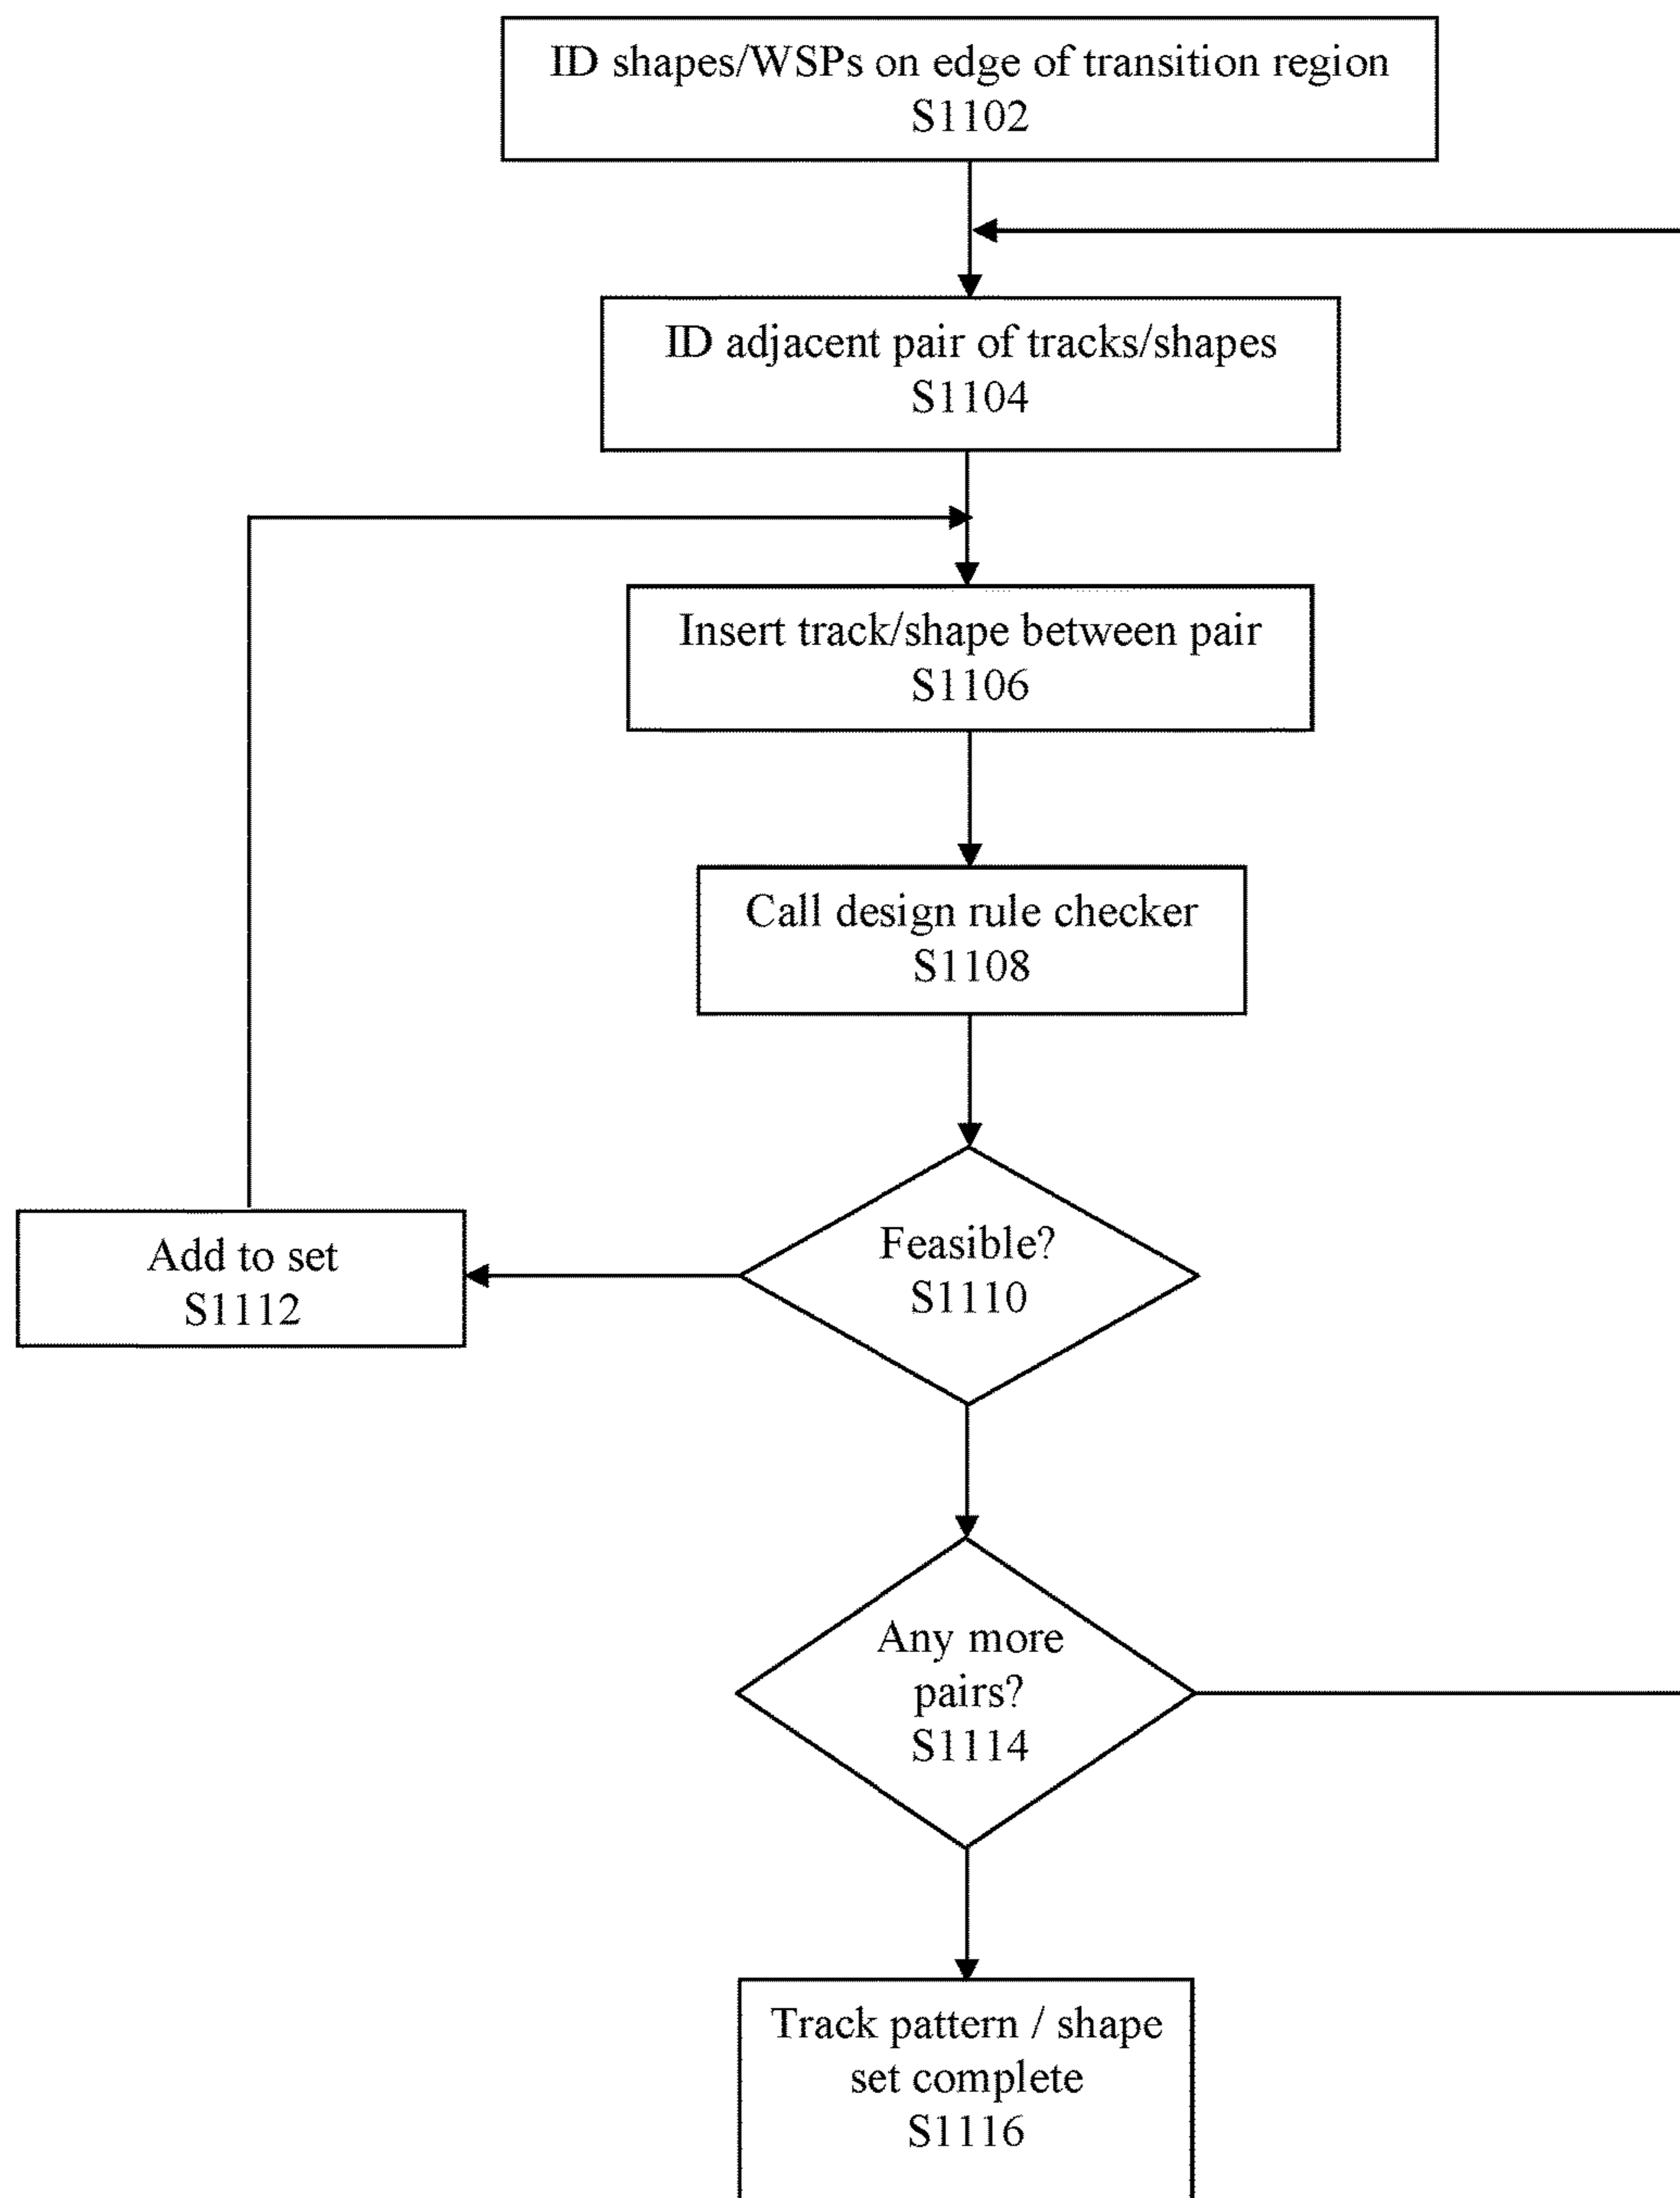 ID shapes/WSPs on edge of transition region
S1102
ID adjacent pair of tracks/shapes
S1104
Insert track/shape between pair
S1106
Call design rule checker
S1108
Feasible?
S1110
Add to set
S1112
Any more
pairs?
S1114
Track pattern / shape
set complete
S1116